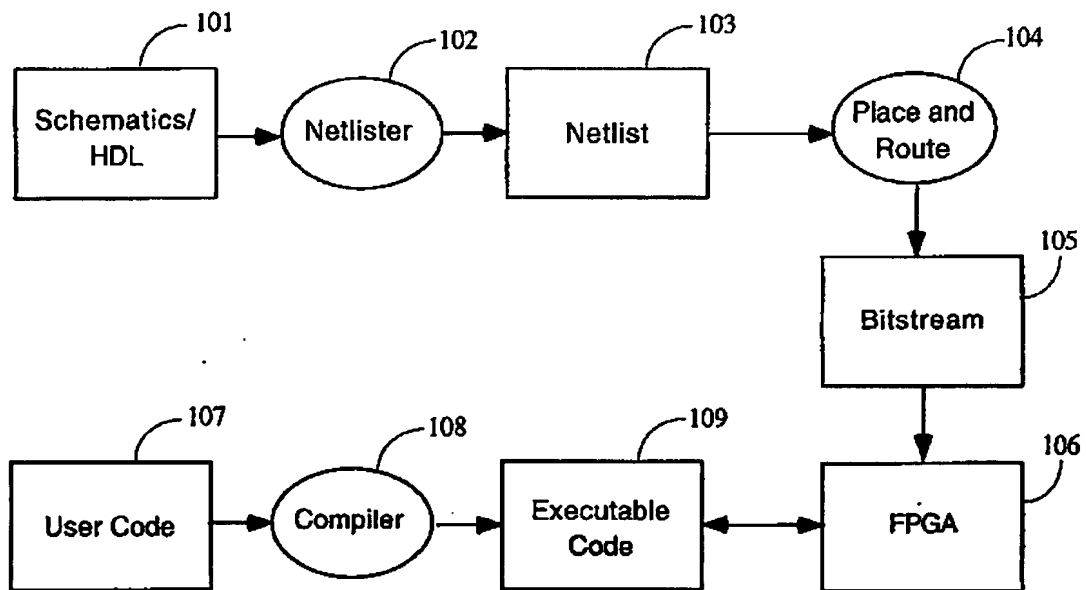 101
102
103
104
Schematics/
HDL
Netlister
Netlist
Place and
Route
105
Bitstream
107
108
109
106
User Code
Compiler
Executable
Code
FPGA